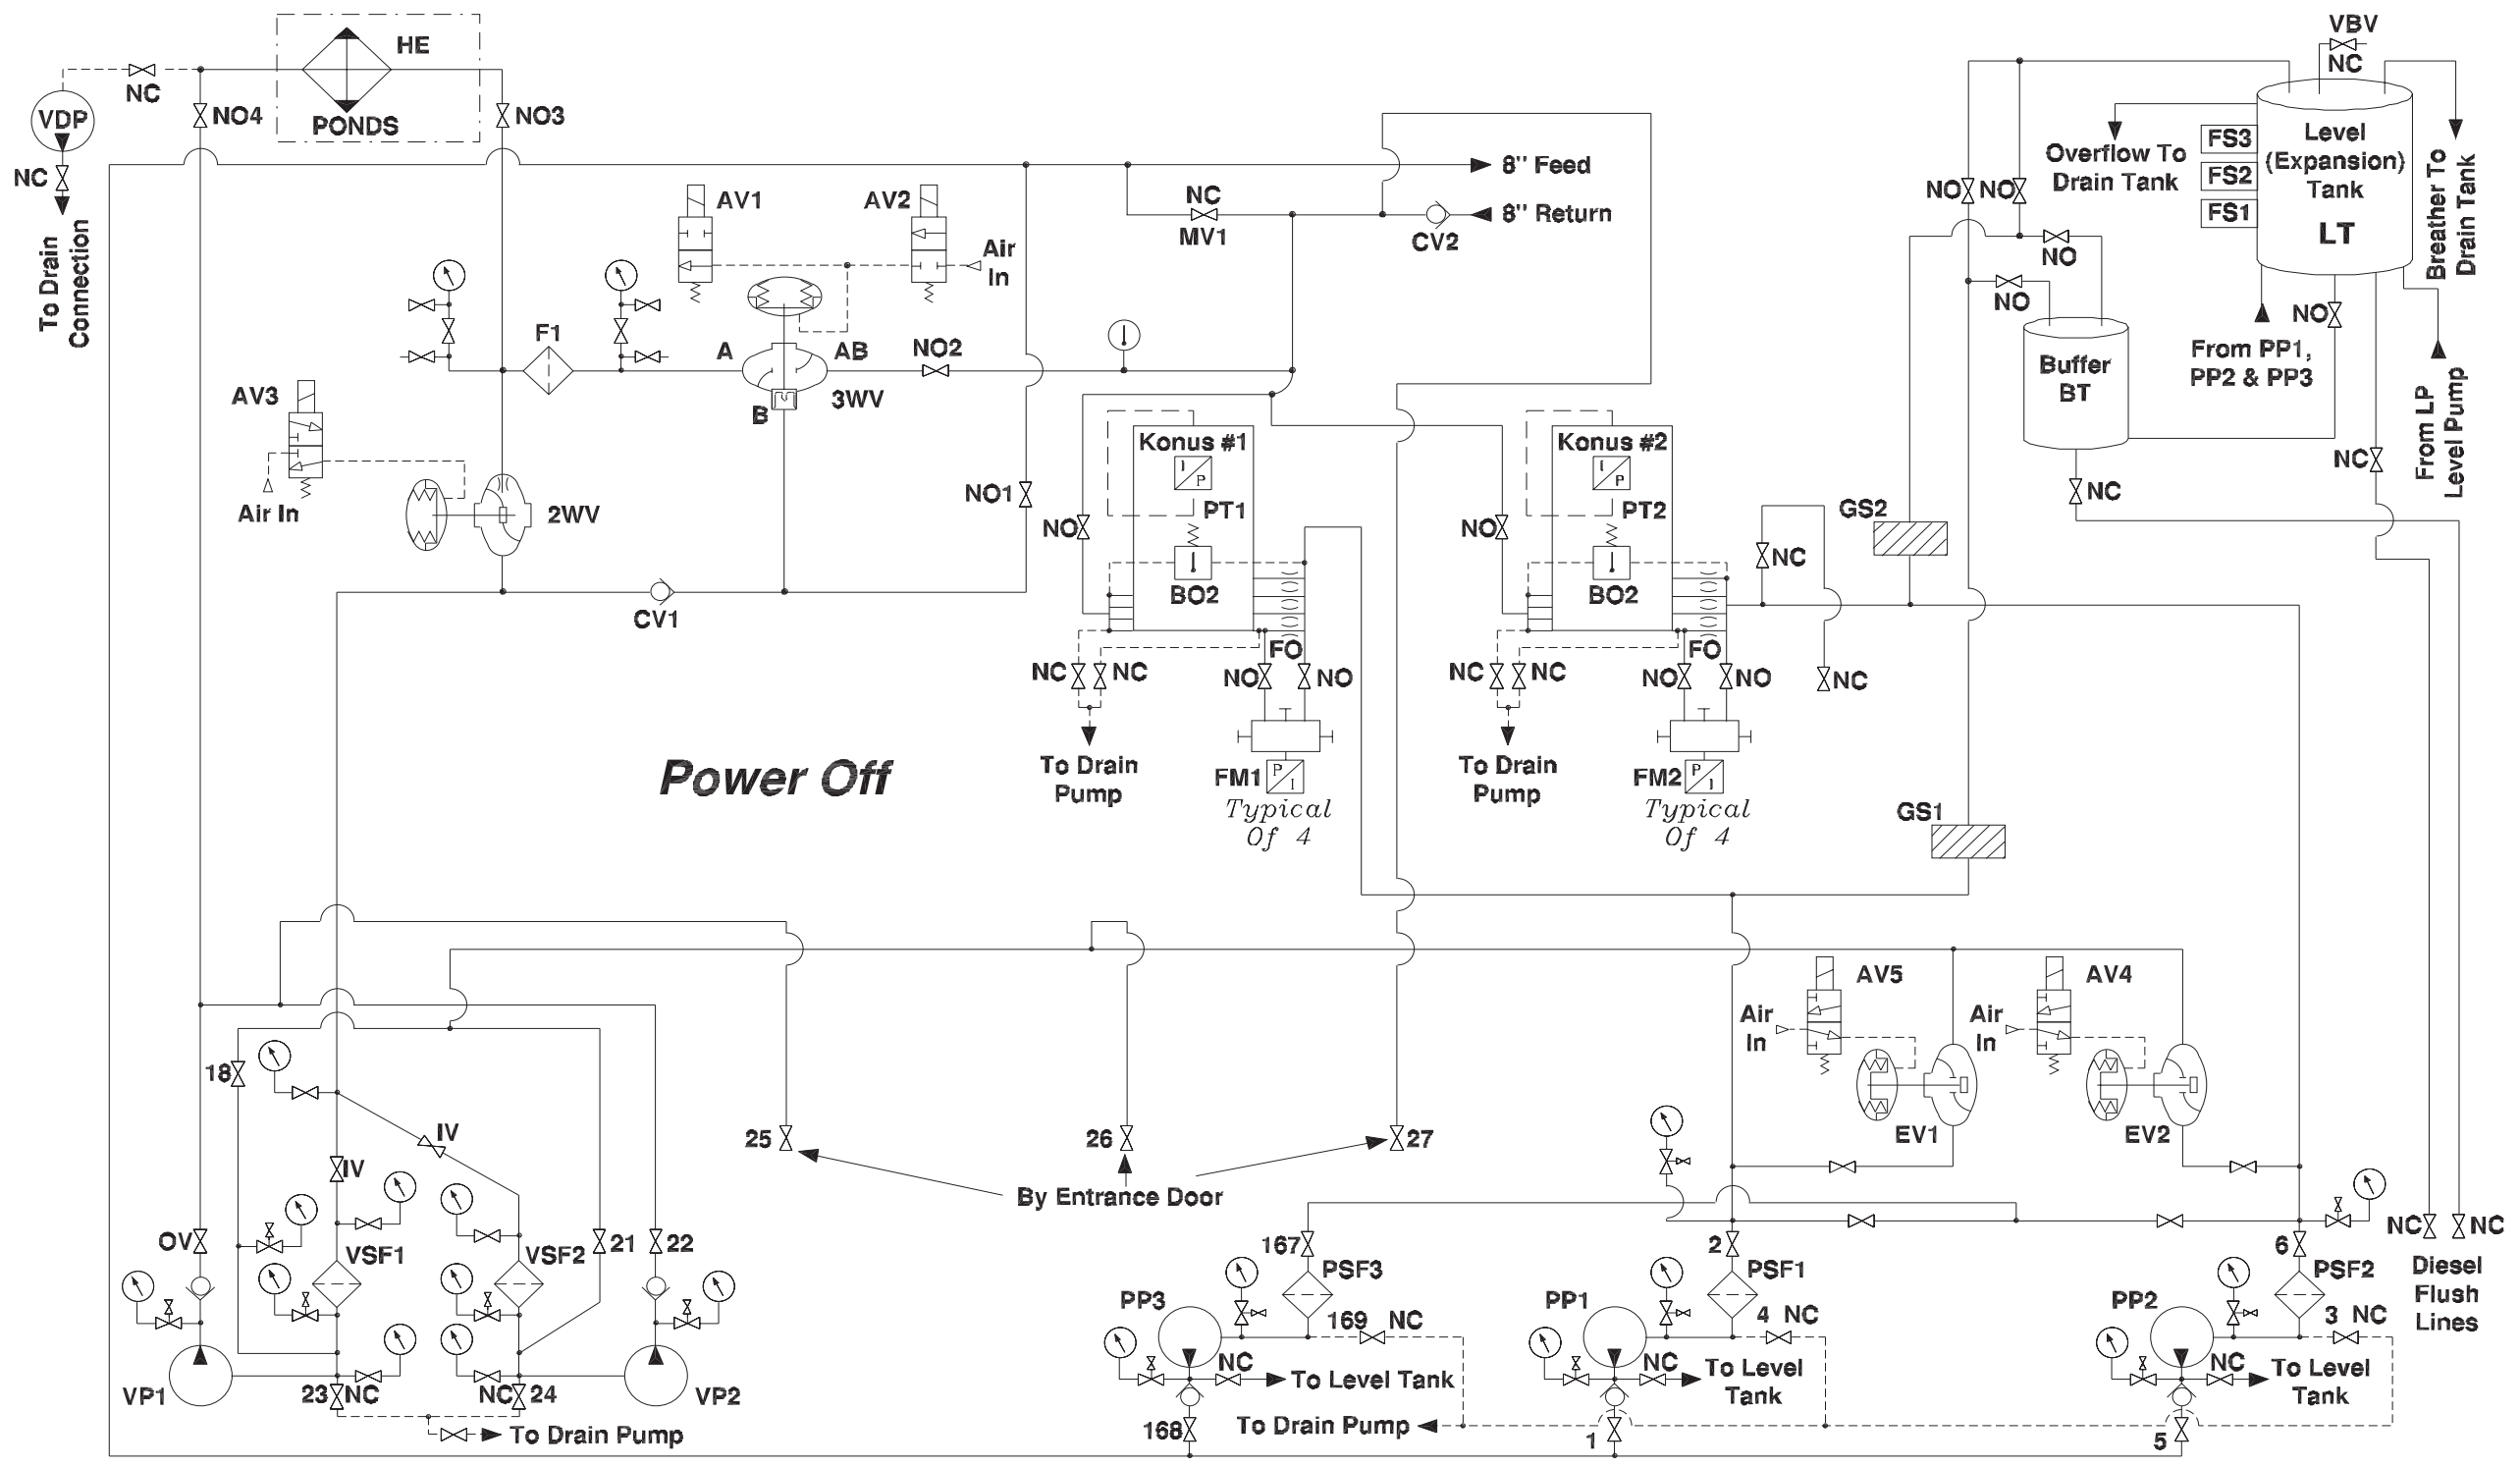 VBV
NC
HE
NC
VDP
NO4
PONDS
NO3
FS3
FS2
FS1
Level
(Expansion)
Tank
LT
Overflow To
Drain Tank
Breather To
Drain Tank
NC
8" Feed
NO
NO
AV1
AV2
NC
MV1
8" Return
CV2
To Drain
Connection
Air
In
NO
NO
NO
F1
A
AB
NO2
From PP1,
PP2 & PP3
Buffer
BT
AV3
B
3WV
From LP
Level Pump
Konus #1
I
P
PT1
Konus #2
I
P
PT2
NC
NC
NO1
Air In
2WV
NO
NO
NC
GS2
BO2
BO2
CV1
FO
FO
NC
NC
NO
NO
NC
NC
NO
NO
NC
Power Off
To Drain
Pump
FM1
P
I
Typical
Of 4
To Drain
Pump
FM2
P
I
Typical
Of 4
GS1
AV5
AV4
Air
In
Air
In
18
IV
IV
25
26
27
EV1
EV2
By Entrance Door
OV
VSF1
VSF2
21
22
167
2
6
NC
NC
PSF3
PSF1
PSF2
Diesel
Flush
Lines
PP3
PP1
PP2
169 NC
4 NC
3 NC
NC
To Level Tank
NC
To Level
Tank
NC
To Level
Tank
VP1
23
NC
NC
24
VP2
To Drain Pump
168
To Drain Pump
1
5